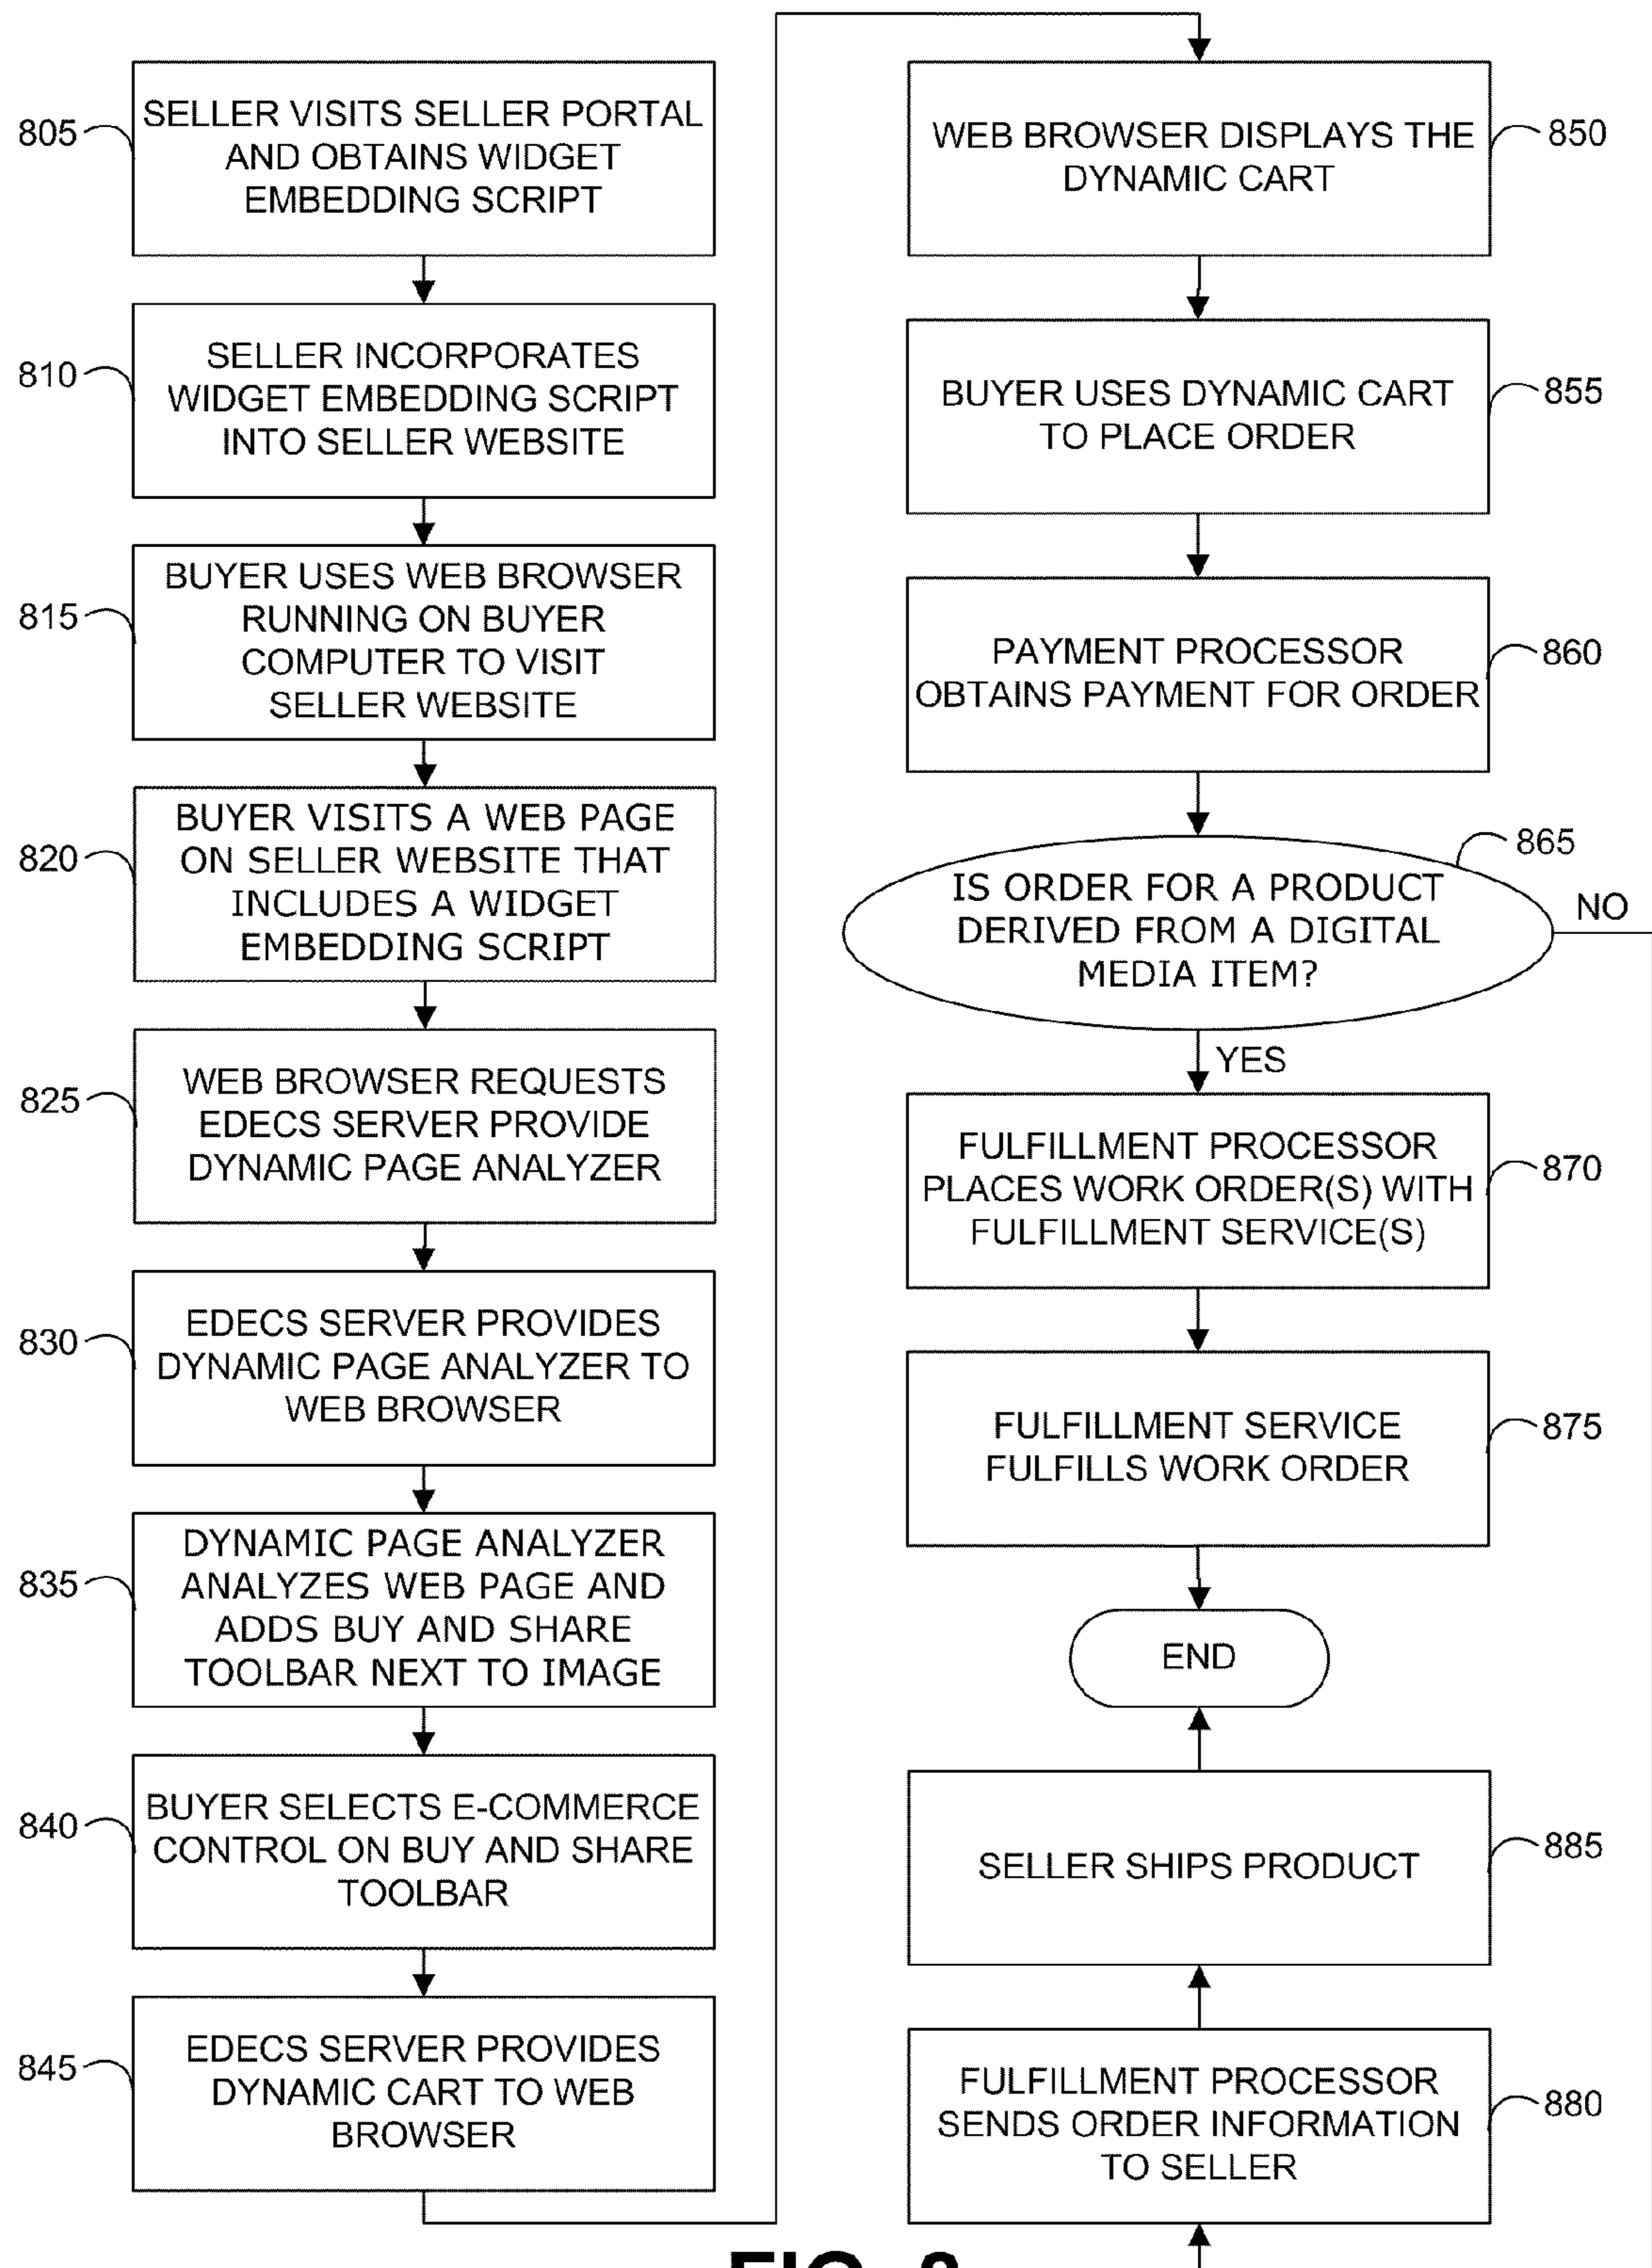 805
SELLER VISITS SELLER PORTAL
AND OBTAINS WIDGET
EMBEDDING SCRIPT
810
SELLER INCORPORATES
WIDGET EMBEDDING SCRIPT
INTO SELLER WEBSITE
815
BUYER USES WEB BROWSER
RUNNING ON BUYER
COMPUTER TO VISIT
SELLER WEBSITE
820
BUYER VISITS A WEB PAGE
ON SELLER WEBSITE THAT
INCLUDES A WIDGET
EMBEDDING SCRIPT
825
WEB BROWSER REQUESTS
EDECS SERVER PROVIDE
DYNAMIC PAGE ANALYZER
830
EDECS SERVER PROVIDES
DYNAMIC PAGE ANALYZER TO
WEB BROWSER
835
DYNAMIC PAGE ANALYZER
ANALYZES WEB PAGE AND
ADDS BUY AND SHARE
TOOLBAR NEXT TO IMAGE
840
BUYER SELECTS E-COMMERCE
CONTROL ON BUY AND SHARE
TOOLBAR
845
EDECS SERVER PROVIDES
DYNAMIC CART TO WEB
BROWSER
850
WEB BROWSER DISPLAYS THE
DYNAMIC CART
855
BUYER USES DYNAMIC CART
TO PLACE ORDER
860
PAYMENT PROCESSOR
OBTAINS PAYMENT FOR ORDER
865
IS ORDER FOR A PRODUCT
DERIVED FROM A DIGITAL
MEDIA ITEM?
NO
YES
870
FULFILLMENT PROCESSOR
PLACES WORK ORDER(S) WITH
FULFILLMENT SERVICE(S)
875
FULFILLMENT SERVICE
FULFILLS WORK ORDER
END
885
SELLER SHIPS PRODUCT
880
FULFILLMENT PROCESSOR
SENDS ORDER INFORMATION
TO SELLER
FIG. 8